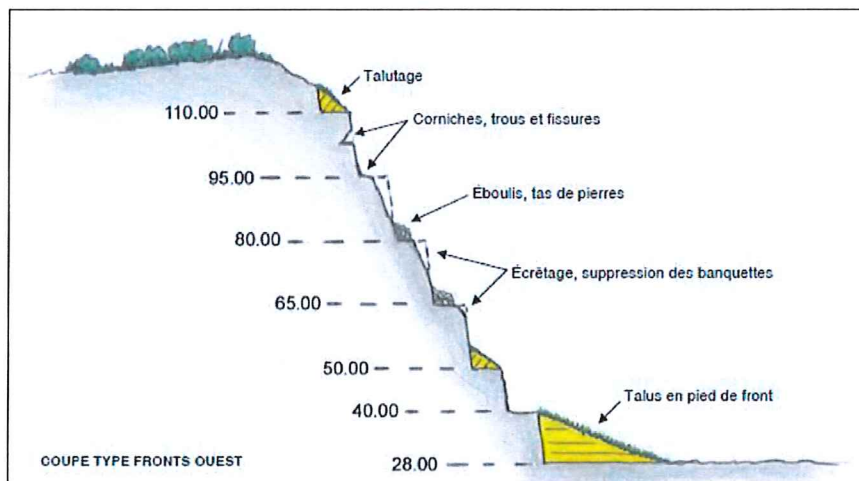 Talutage
110.00
Corniches, trous et fissures
95.00
Éboulis, tas de pierres
80.00
Écrêtage, suppression des banquettes
65.00
50.00
Talus en pied de front
40.00
COUPE TYPE FRONTS OUEST
28.00